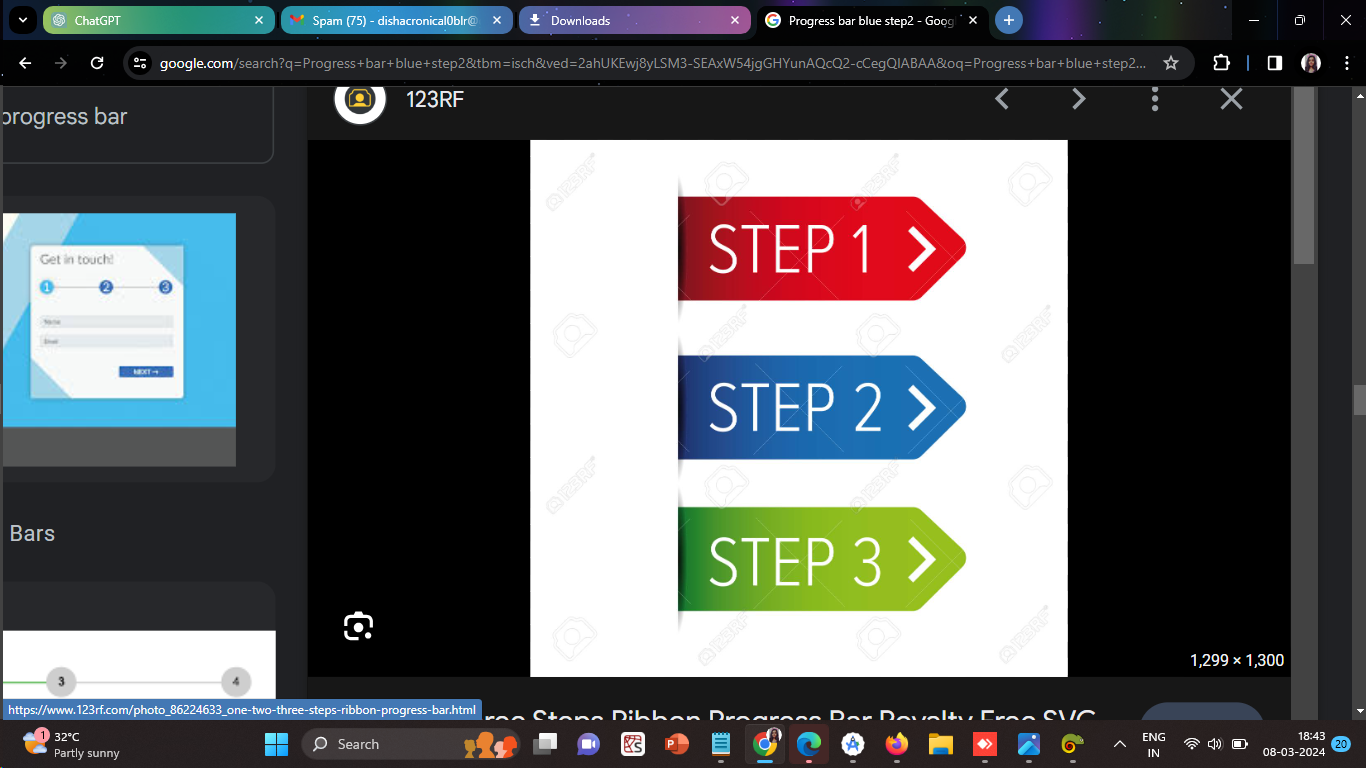 ChatGPT
Spam (75) - dishacronical0blr@
Downloads
Progress bar blue step2 - Goog
google.com/search?q=Progress+bar+blue+step2&tbm=isch&ved=2ahUKEwj8yLSM3-SEAxW54jgGHYunAQcQ2-cCegQIABAA&oq=Progress+bar+blue+step2...
progress bar
123RF
Get in touch!
1 2 3
Name
Email
NEXT→
Bars
3 4
STEP 1
STEP 2
STEP 3
123RF
1,299 × 1,300
ree Steps Ribbon Progress Bar Royalty Free SVG
https://www.123rf.com/photo_86224633_one-two-three-steps-ribbon-progress-bar.html
1
32°C
Partly sunny
Search
ENG
IN
18:43
08-03-2024
20